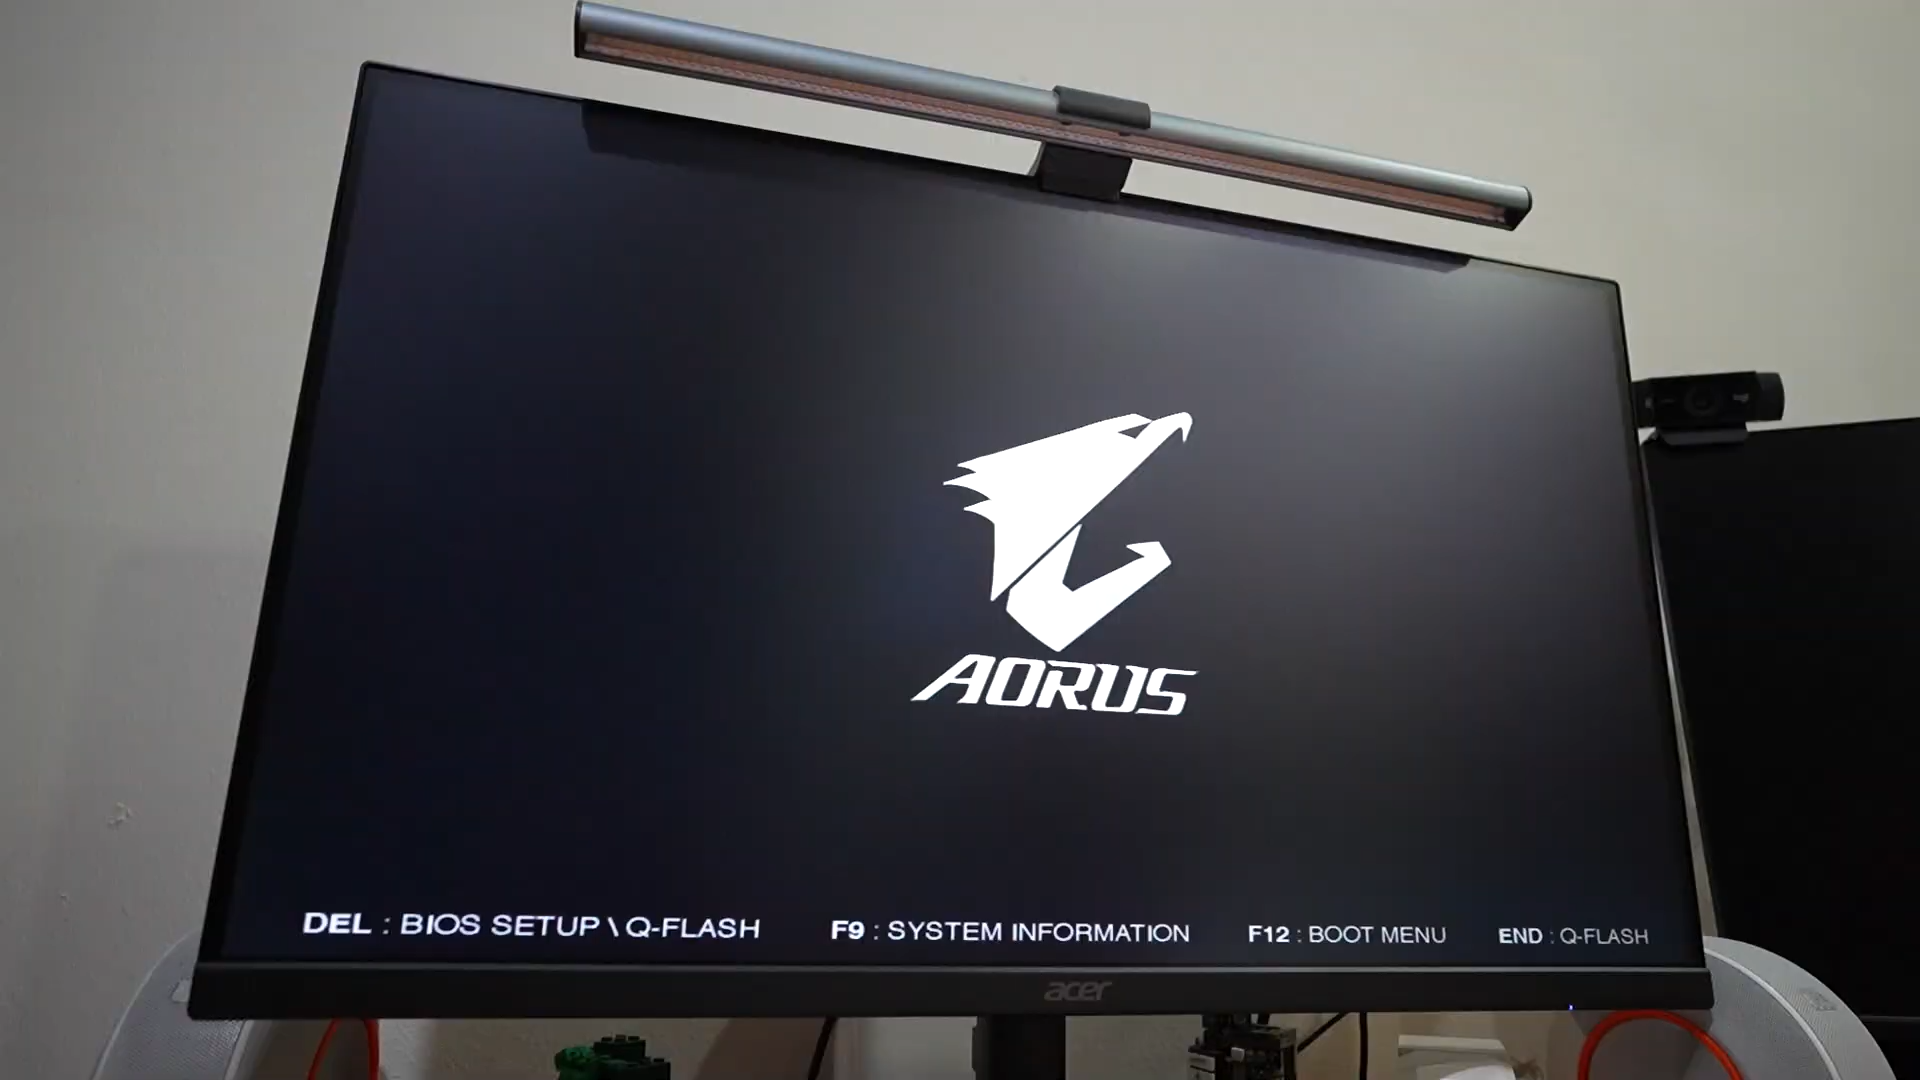 AORUS
DEL : BIOS SETUP \ Q-FLASH F9 : SYSTEM INFORMATION F12 : BOOT MENU END : Q-FLASH
acer